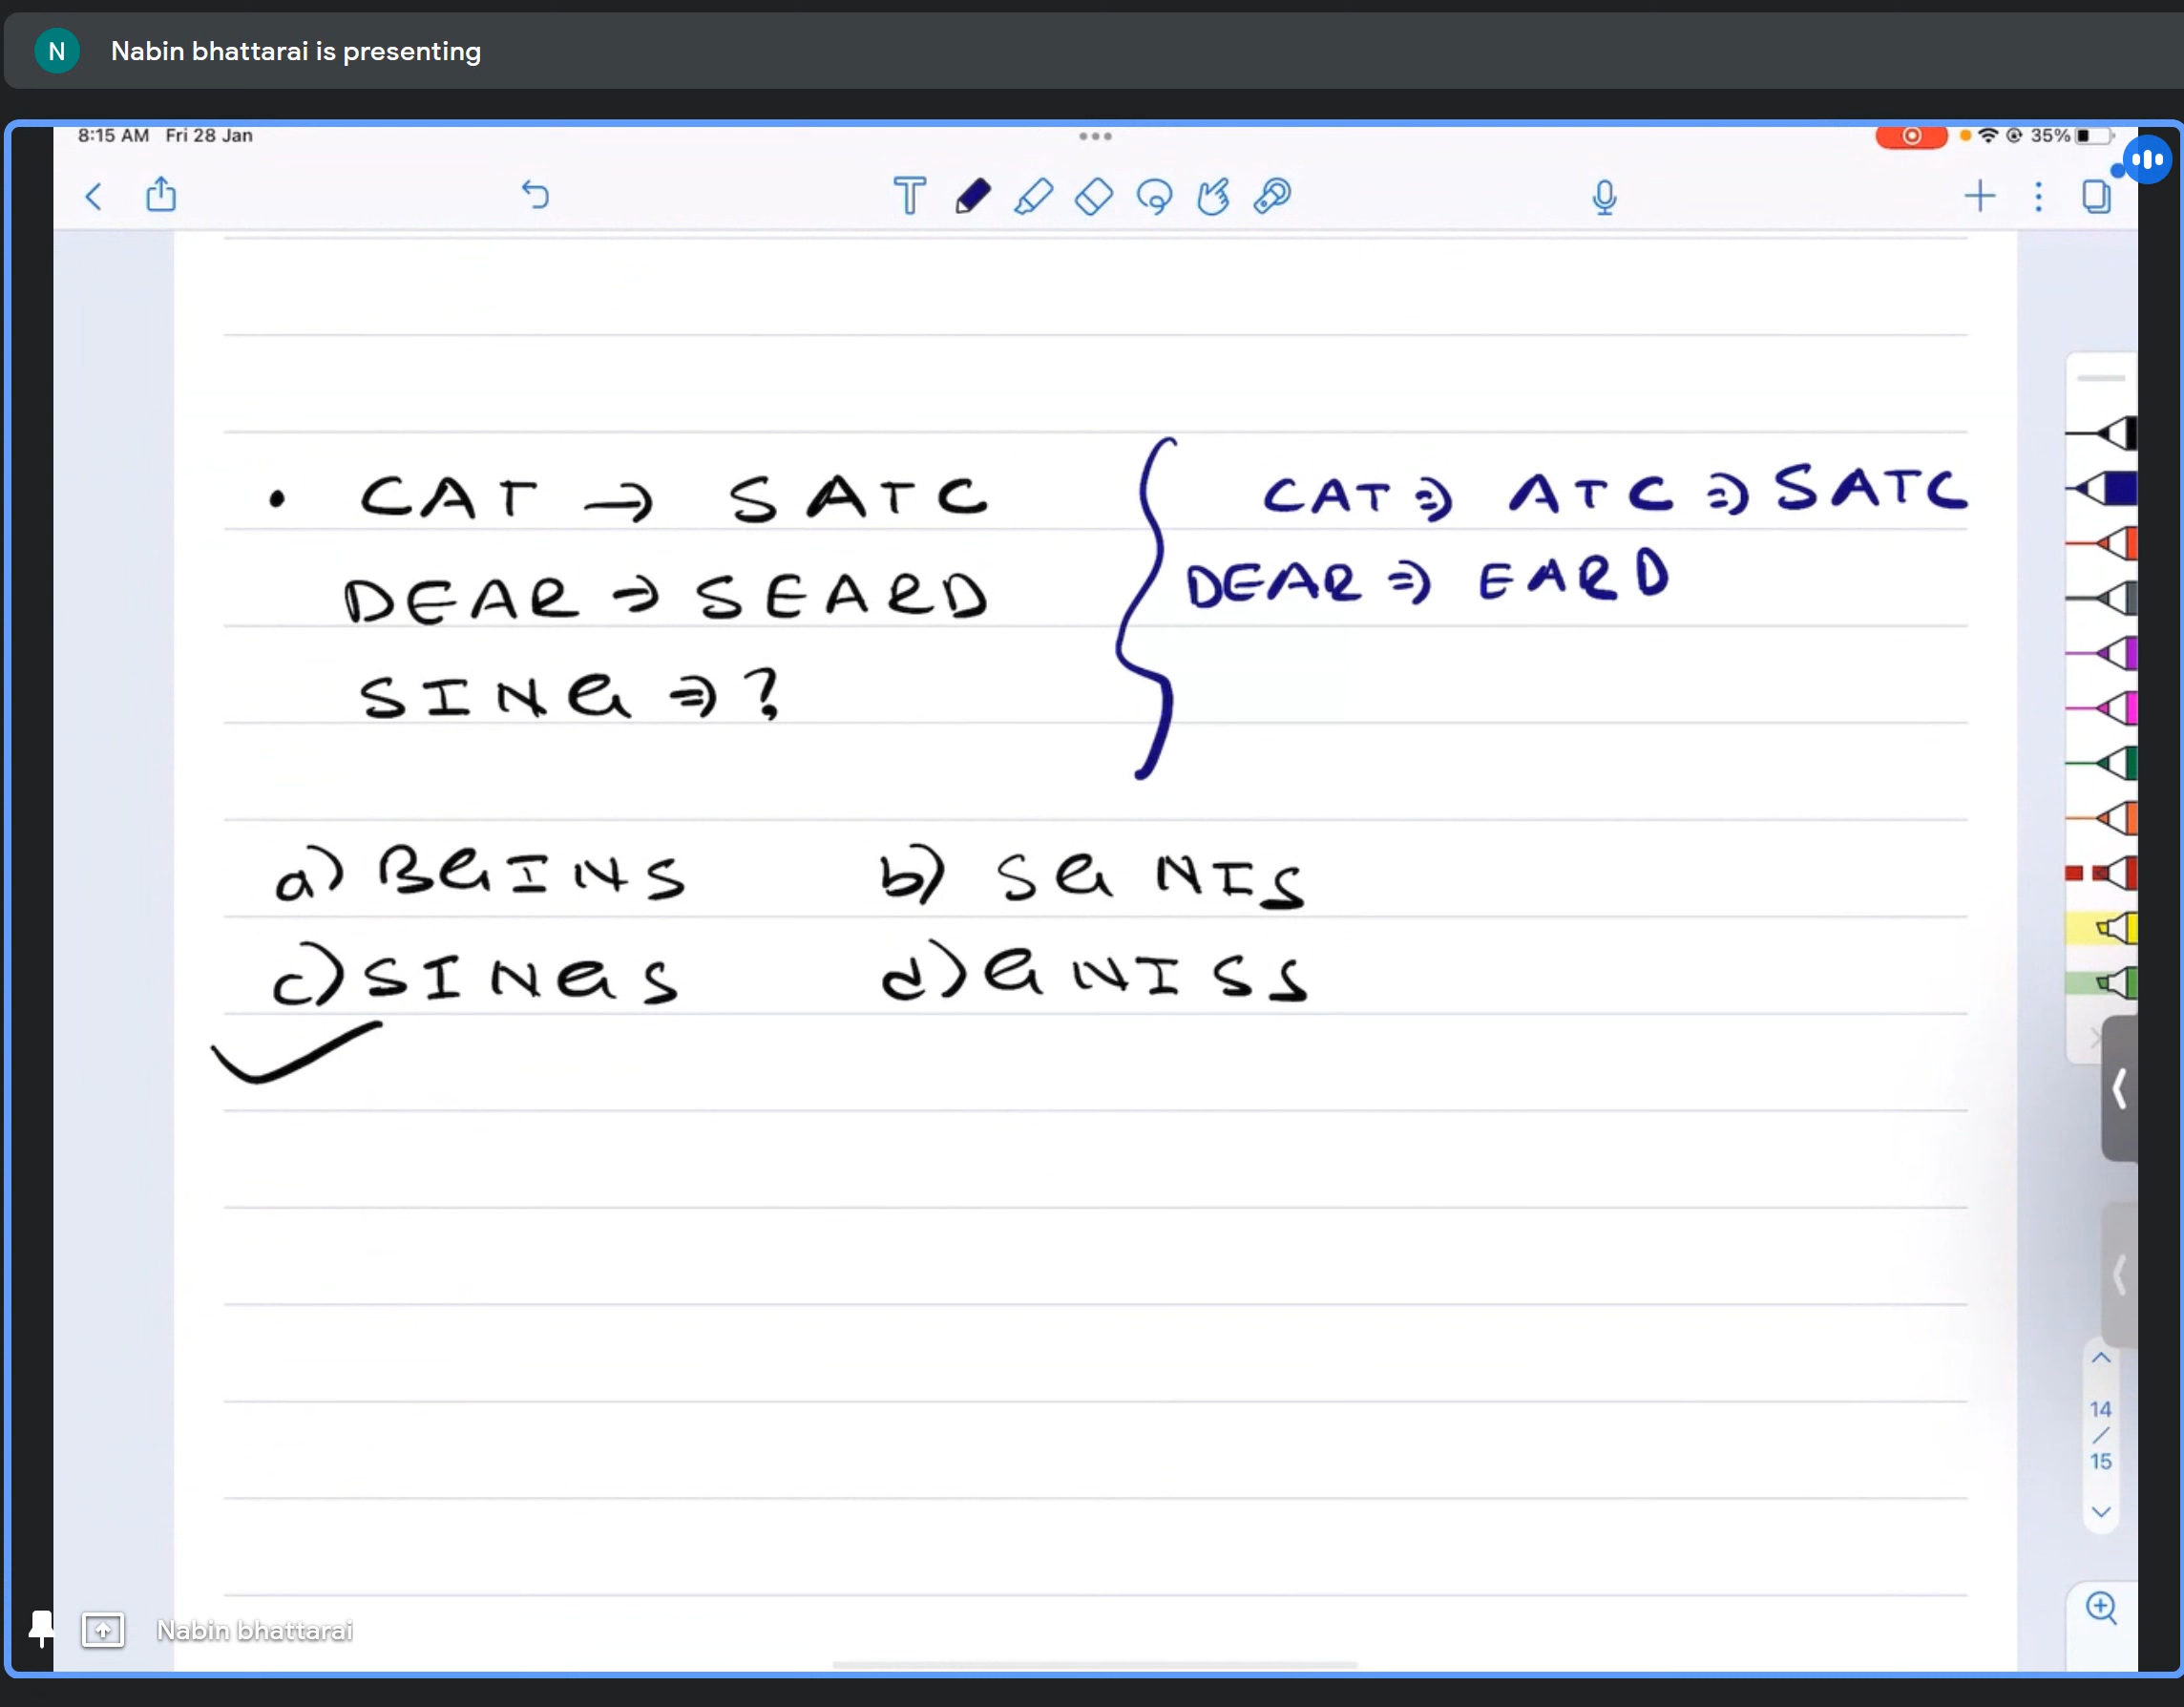 N Nabin bhattarai is presenting
8:15 AM Fri 28 Jan
35%
T
• CAT → SATC
DEAR ⇒ SEARD
SING ⇒ ?
CAT ⇒ ATC ⇒ SATC
DEAR ⇒ EARD
a) BGINS b) SGNIS
c) SINGS d) GNISS
14
/
15
Nabin bhattarai